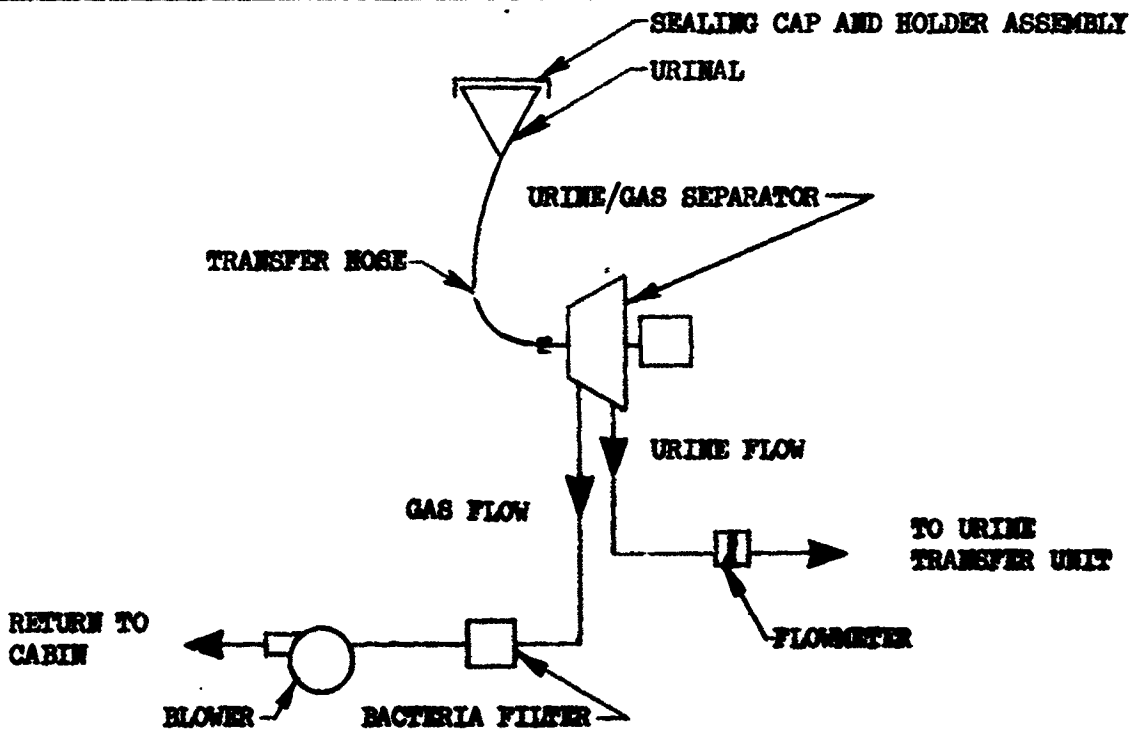 SEALING CAP AND HOLDER ASSEMBLY
URINAL
URINE/GAS SEPARATOR
TRANSFER HOSE
URINE FLOW
GAS FLOW
TO URINE
TRANSFER UNIT
FLOWMETER
RETURN TO
CABIN
BLOWER
BACTERIA FILTER